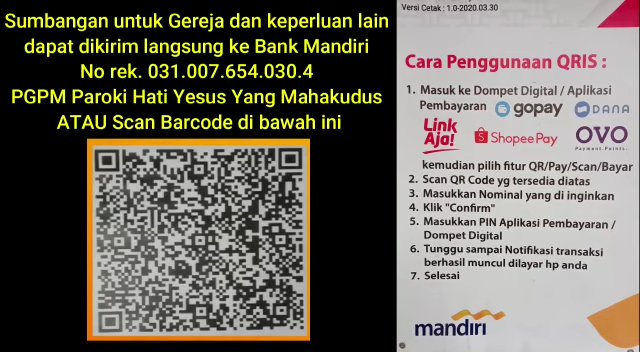 Sumbangan untuk Gereja dan keperluan lain
dapat dikirim langsung ke Bank Mandiri
No rek. 031.007.654.030.4
PGPM Paroki Hati Yesus Yang Mahakudus
ATAU Scan Barcode di bawah ini
Versi Cetak : 1.0-2020.03.30
Cara Penggunaan QRIS :
1. Masuk ke Dompet Digital / Aplikasi
Pembayaran gopay DANA
Link Aja! ShopeePay OVO
Payment.Points.
kemudian pilih fitur QR/Pay/Scan/Bayar
2. Scan QR Code yg tersedia diatas
3. Masukkan Nominal yang di inginkan
4. Klik "Confirm"
5. Masukkan PIN Aplikasi Pembayaran /
Dompet Digital
6. Tunggu sampai Notifikasi transaksi
berhasil muncul dilayar hp anda
7. Selesai
mandiri